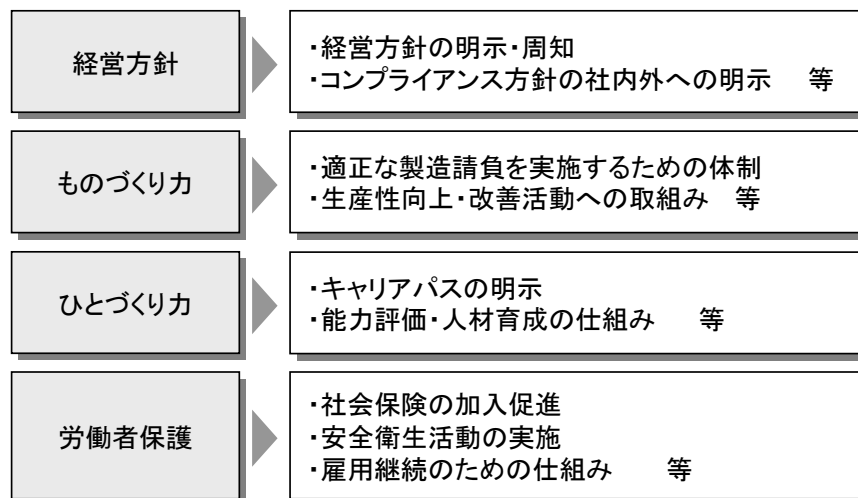 経営方針
・経営方針の明示・周知
・コンプライアンス方針の社内外への明示　等
ものづくり力
・適正な製造請負を実施するための体制
・生産性向上・改善活動への取組み　等
ひとづくり力
・キャリアパスの明示
・能力評価・人材育成の仕組み　等
労働者保護
・社会保険の加入促進
・安全衛生活動の実施
・雇用継続のための仕組み　等